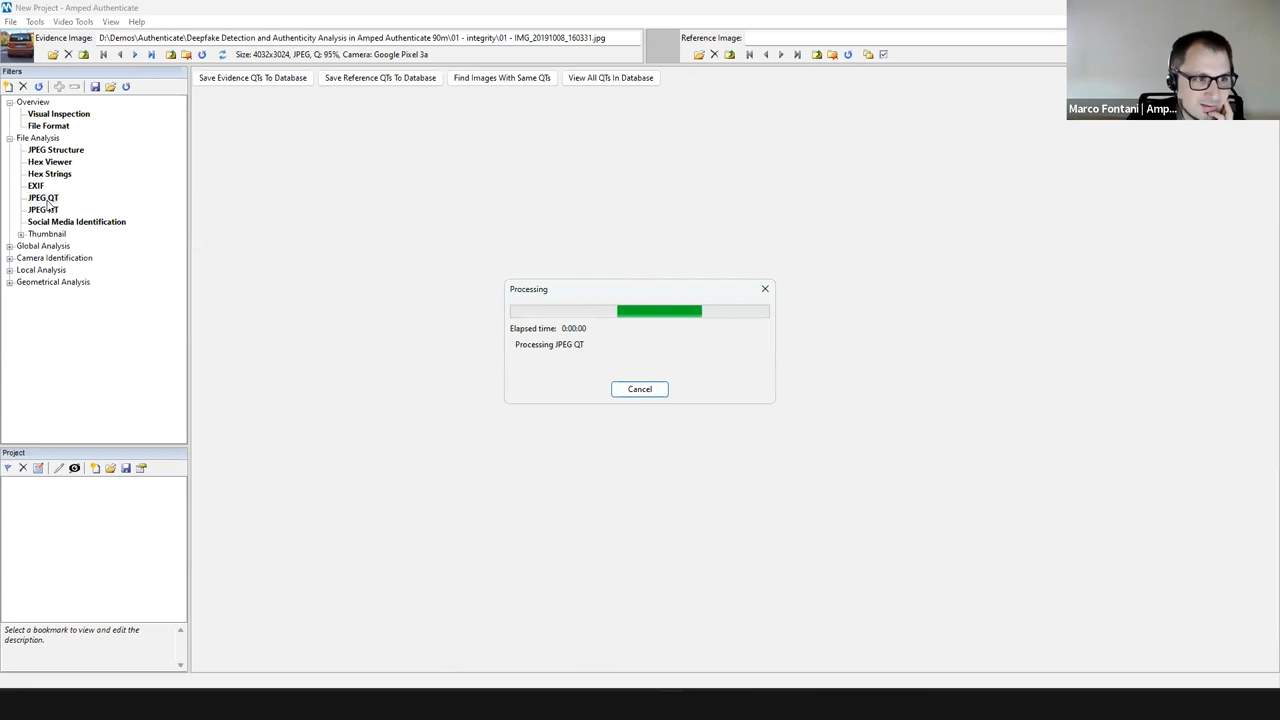 New Project - Amped Authenticate
File Tools Video Tools View Help
Evidence Image: D:\Demos\Authenticate\Deepfake Detection and Authenticity Analysis in Amped Authenticate 90m\01 - integrity\01 - IMG_20191008_160331.jpg
Reference Image:
Size: 4032x3024, JPEG, Q: 95%, Camera: Google Pixel 3a
Filters
Save Evidence QTs To Database
Save Reference QTs To Database
Find Images With Same QTs
View All QTs In Database
Overview
Visual Inspection
File Format
File Analysis
JPEG Structure
Hex Viewer
Hex Strings
EXIF
JPEG QT
JPEG HT
Social Media Identification
Thumbnail
Global Analysis
Camera Identification
Local Analysis
Geometrical Analysis
Processing
Elapsed time: 0:00:00
Processing JPEG QT
Cancel
Project
Select a bookmark to view and edit the
description.
Marco Fontani | Amp...